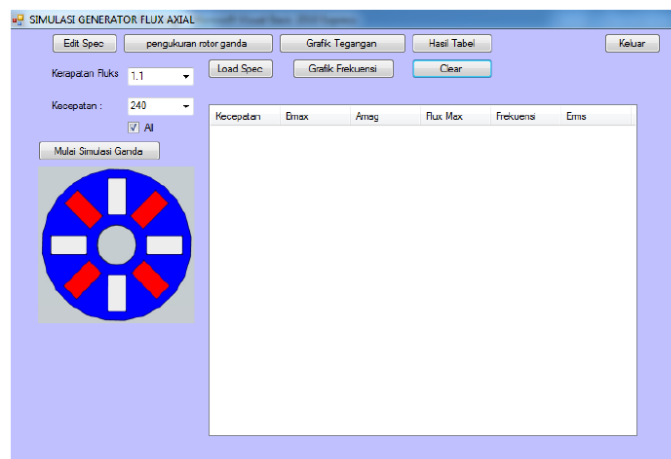 SIMULASI GENERATOR FLUX AXIAL
Edit Spec pengukuran rotor ganda Grafik Tegangan Hasil Tabel Keluar
Kerapatan Fluks 1.1 Load Spec Grafik Frekuensi Clear
Kecepatan : 240
All
Kecepatan Emax Amag Flux Max Frekuensi Erms
Mulai Simulasi Ganda